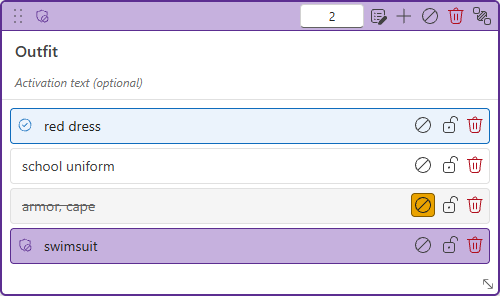 2
Outfit
Activation text (optional)
red dress
school uniform
armor, cape
swimsuit